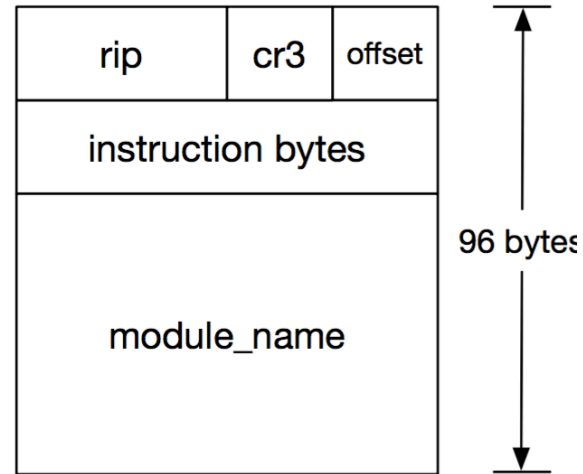 rip cr3 offset
instruction bytes
96 bytes
module_name